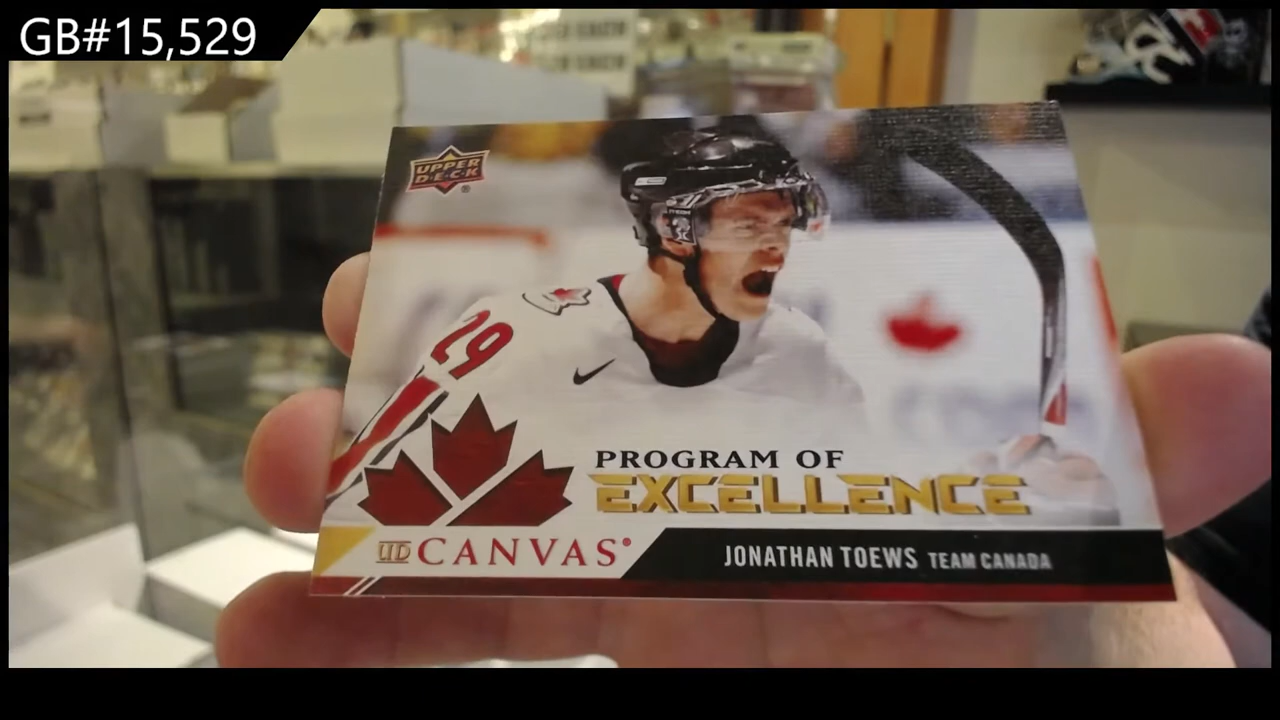 GB#15,529
UPPER
DECK
®
29
PROGRAM OF
EXCELLENCE
UD CANVAS
JONATHAN TOEWS TEAM CANADA